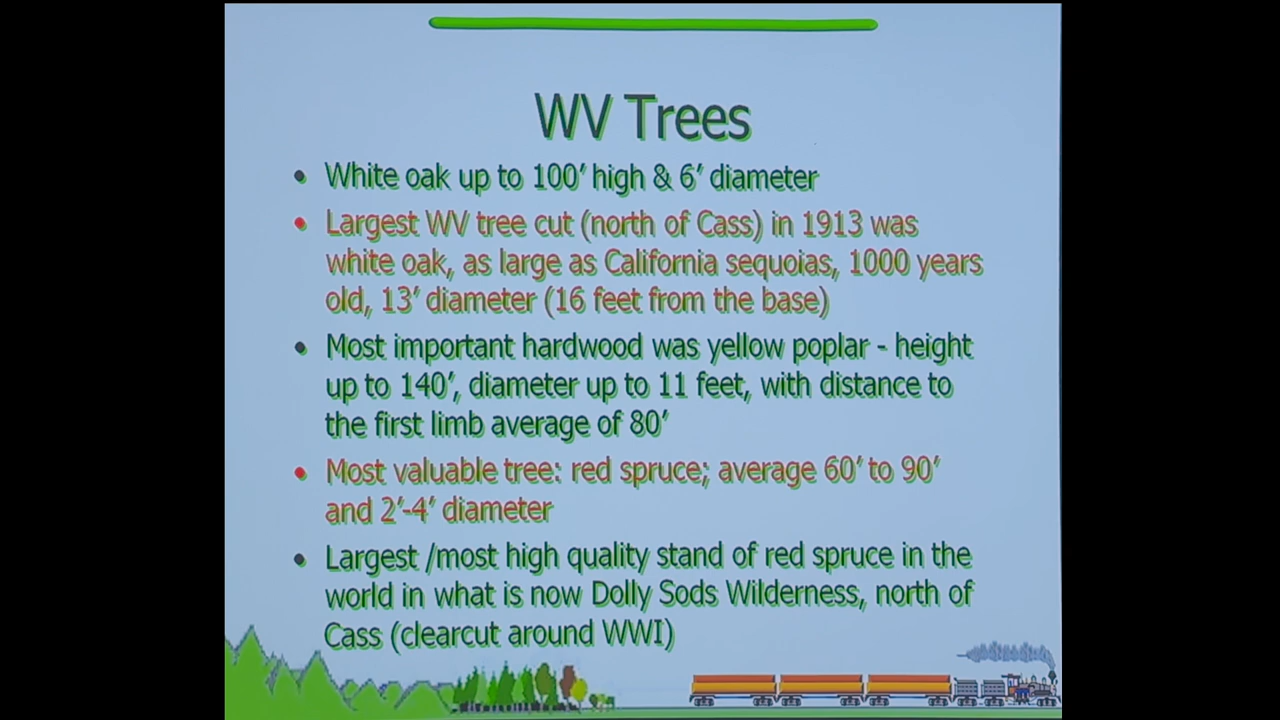 WV Trees
• White oak up to 100' high & 6' diameter
• Largest WV tree cut (north of Cass) in 1913 was
white oak, as large as California sequoias, 1000 years
old, 13' diameter (16 feet from the base)
• Most important hardwood was yellow poplar - height
up to 140', diameter up to 11 feet, with distance to
the first limb average of 80'
• Most valuable tree: red spruce; average 60' to 90'
and 2'-4' diameter
• Largest /most high quality stand of red spruce in the
world in what is now Dolly Sods Wilderness, north of
Cass (clearcut around WWI)